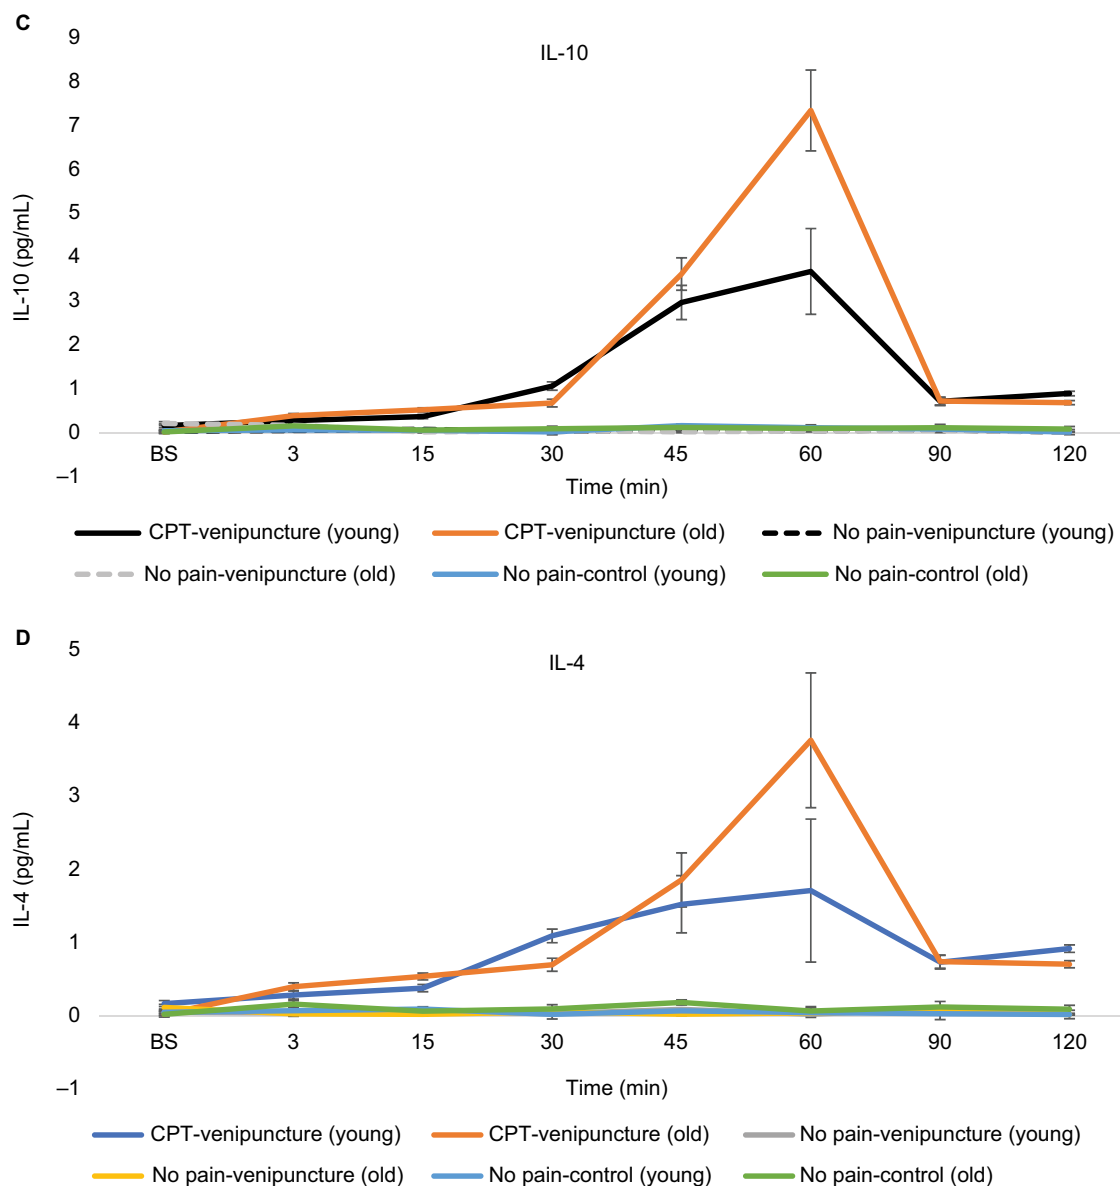 C
IL-10
9
8
7
6
5
4
3
2
1
0
–1
IL-10 (pg/mL)
BS 3 15 30 45 60 90 120
Time (min)
CPT-venipuncture (young) CPT-venipuncture (old) No pain-venipuncture (young)
No pain-venipuncture (old) No pain-control (young) No pain-control (old)
D
IL-4
5
4
3
2
1
0
–1
IL-4 (pg/mL)
BS 3 15 30 45 60 90 120
Time (min)
CPT-venipuncture (young) CPT-venipuncture (old) No pain-venipuncture (young)
No pain-venipuncture (old) No pain-control (young) No pain-control (old)